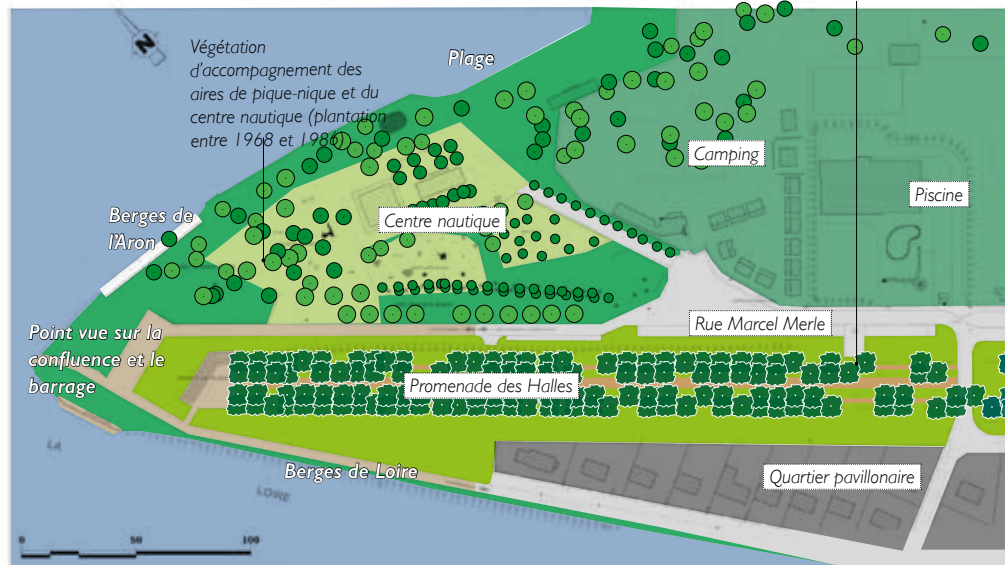 N
Végétation
d'accompagnement des
aires de pique-nique et du
centre nautique (plantation
entre 1968 et 1986)
Plage
Camping
Piscine
Berges de
l'Aron
Centre nautique
Rue Marcel Merle
Point vue sur la
confluence et le
barrage
Promenade des Halles
LA
LOIRE
Berges de Loire
Quartier pavillonaire
0 50 100